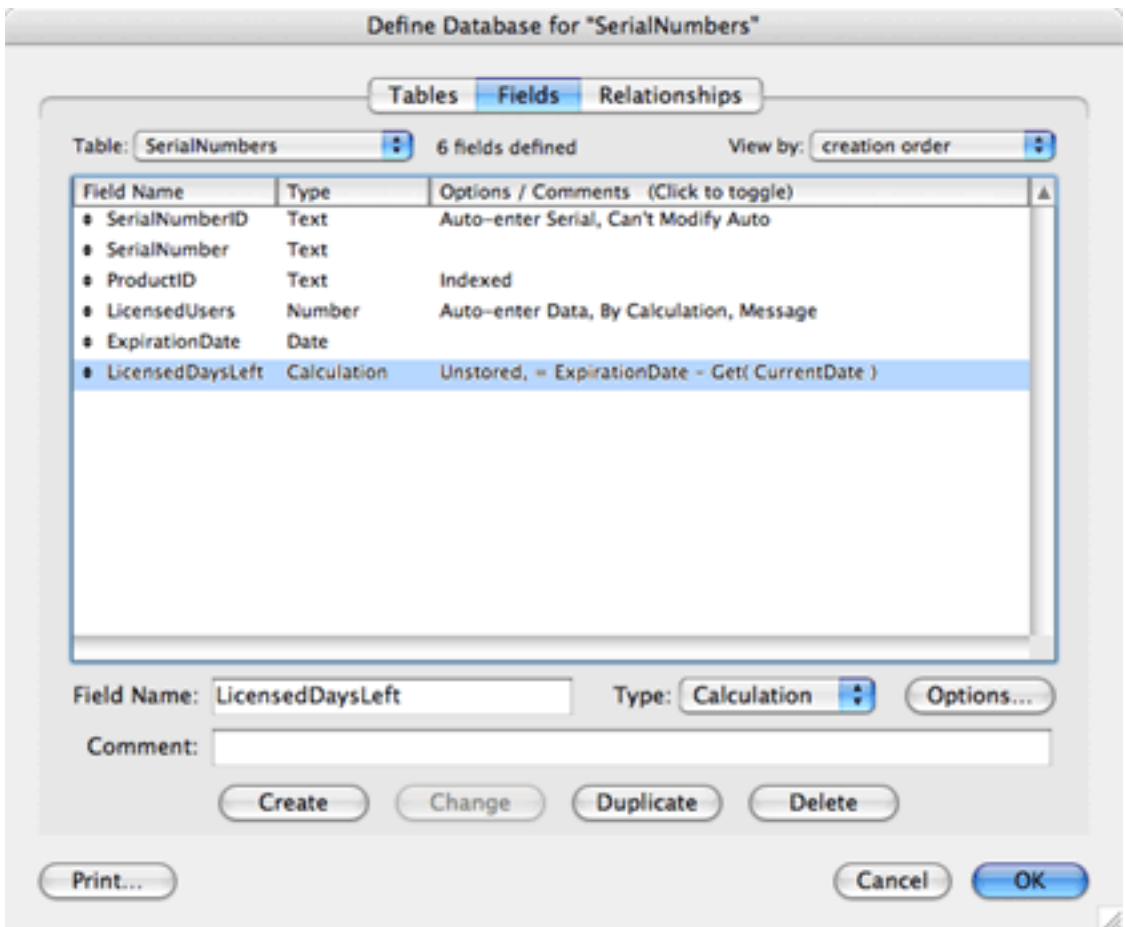 Define Database for "SerialNumbers"
Tables Fields Relationships
Table: SerialNumbers 6 fields defined View by: creation order
Field Name Type Options / Comments (Click to toggle)
SerialNumberID Text Auto-enter Serial, Can't Modify Auto
SerialNumber Text
ProductID Text Indexed
LicensedUsers Number Auto-enter Data, By Calculation, Message
ExpirationDate Date
LicensedDaysLeft Calculation Unstored, = ExpirationDate - Get( CurrentDate )
Field Name: LicensedDaysLeft Type: Calculation Options...
Comment:
Create Change Duplicate Delete
Print... Cancel OK